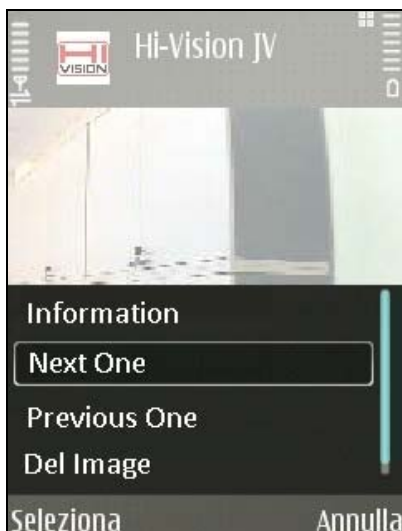 HI
VISION
Hi-Vision JV
Information
Next One
Previous One
Del Image
Seleziona Annulla